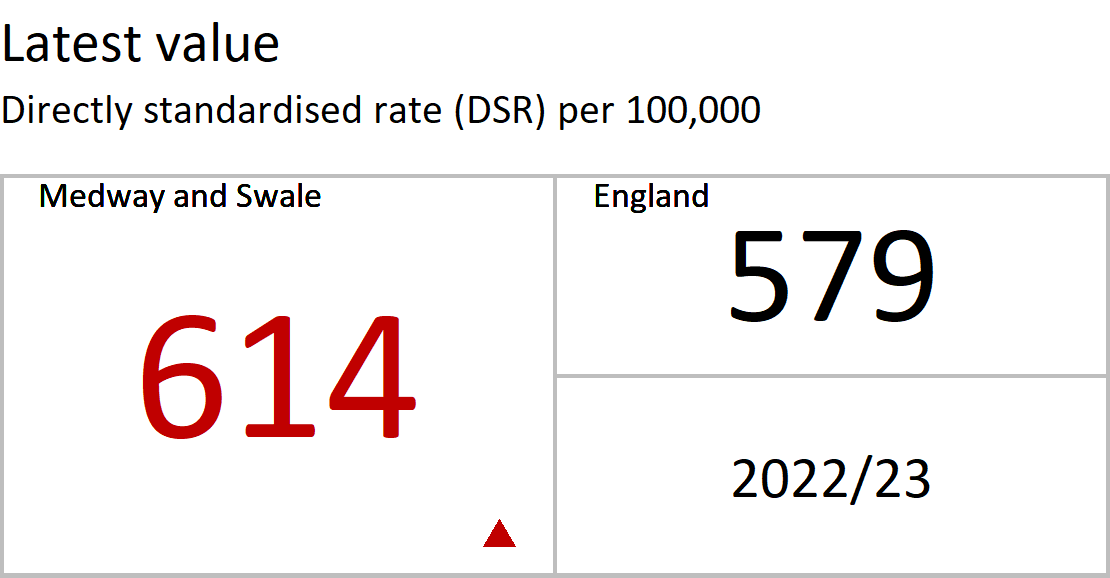 Latest value
Directly standardised rate (DSR) per 100,000
Medway and Swale
614
England
579
2022/23